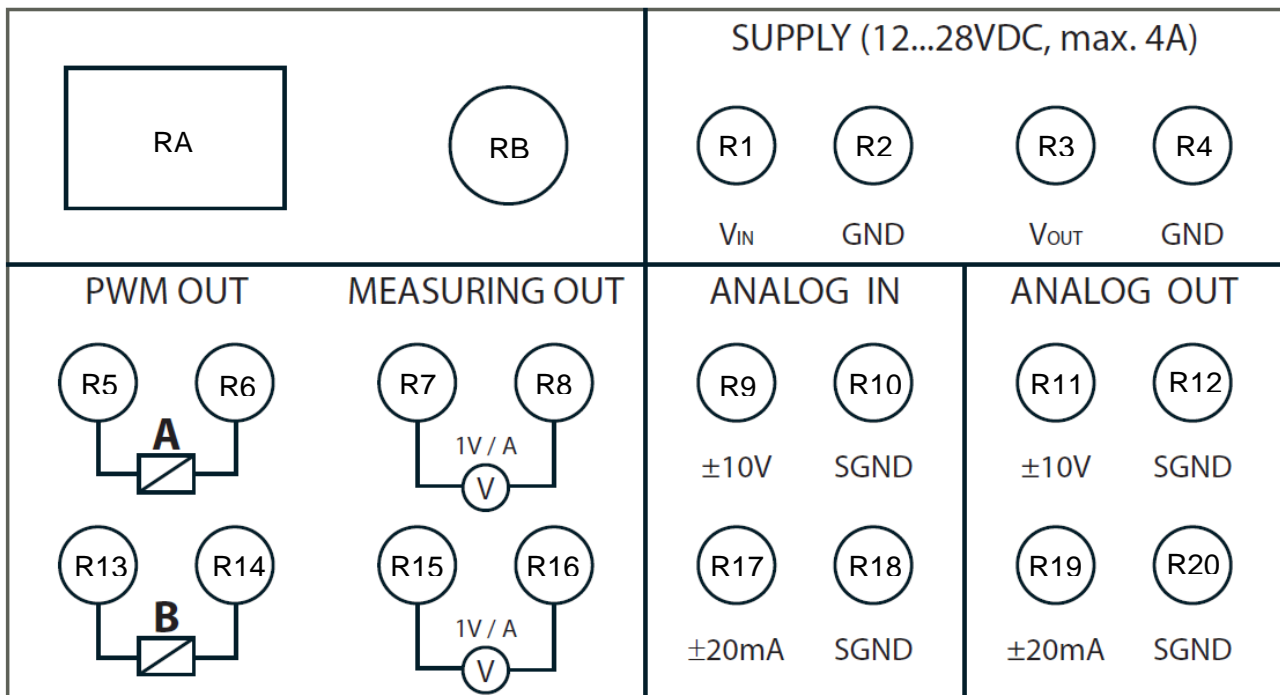 SUPPLY (12...28VDC, max. 4A)
RA RB R1 R2 R3 R4
VIN GND VOUT GND
PWM OUT MEASURING OUT ANALOG IN ANALOG OUT
R5 R6 R7 R8 R9 R10 R11 R12
A 1V / A
V ±10V SGND ±10V SGND
R13 R14 R15 R16 R17 R18 R19 R20
B 1V / A
V ±20mA SGND ±20mA SGND